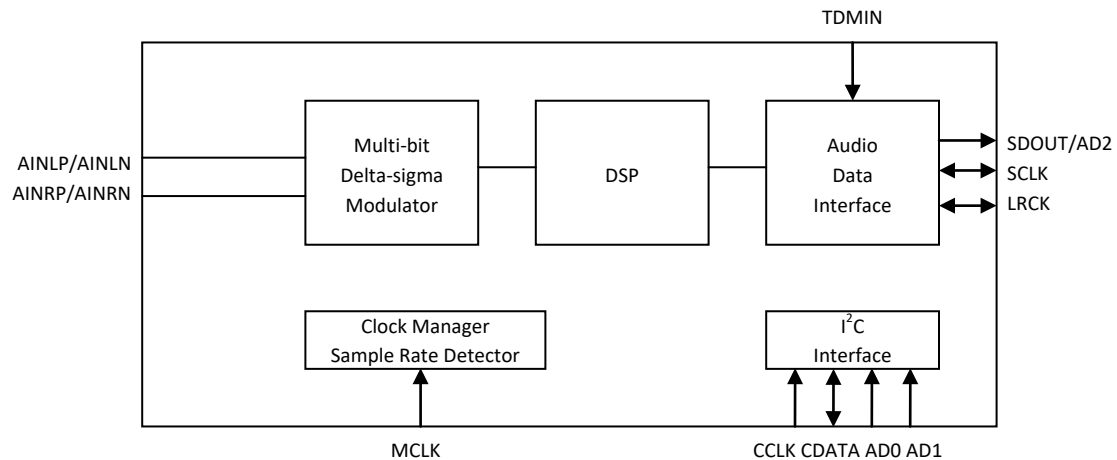 TDMIN
AINLP/AINLN
AINRP/AINRN
Multi-bit
Delta-sigma
Modulator
DSP
Audio
Data
Interface
SDOUT/AD2
SCLK
LRCK
Clock Manager
Sample Rate Detector
I²C
Interface
MCLK
CCLK CDATA AD0 AD1